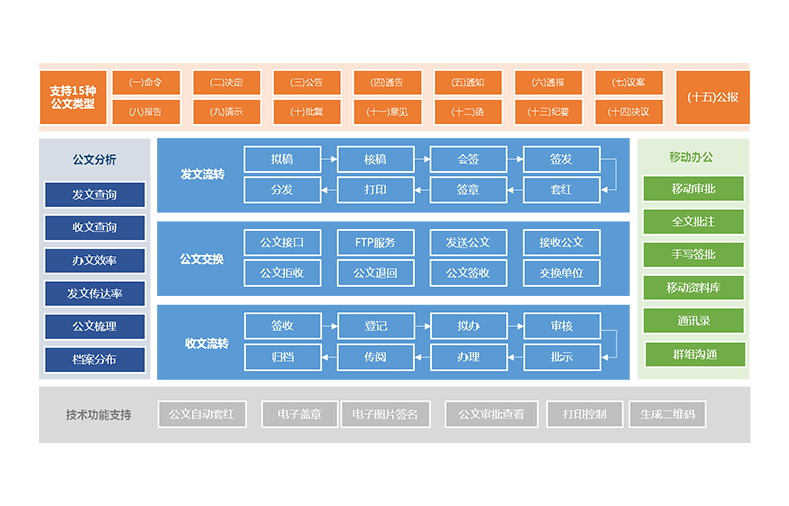 支持15种
公文类型
(一)命令
(二)决定
(三)公告
(四)通告
(五)通知
(六)通报
(七)议案
(八)报告
(九)请示
(十)批复
(十一)意见
(十二)函
(十三)纪要
(十四)决议
(十五)公报
公文分析
发文查询
收文查询
办文效率
发文传达率
公文梳理
档案分布
发文流转
拟稿
核稿
会签
签发
分发
打印
签章
套红
公文交换
公文接口
FTP服务
发送公文
接收公文
公文拒收
公文退回
公文签收
交换单位
收文流转
签收
登记
拟办
审核
归档
传阅
办理
批示
移动办公
移动审批
全文批注
手写签批
移动资料库
通讯录
群组沟通
技术功能支持
公文自动套红
电子盖章
电子图片签名
公文审批查看
打印控制
生成二维码